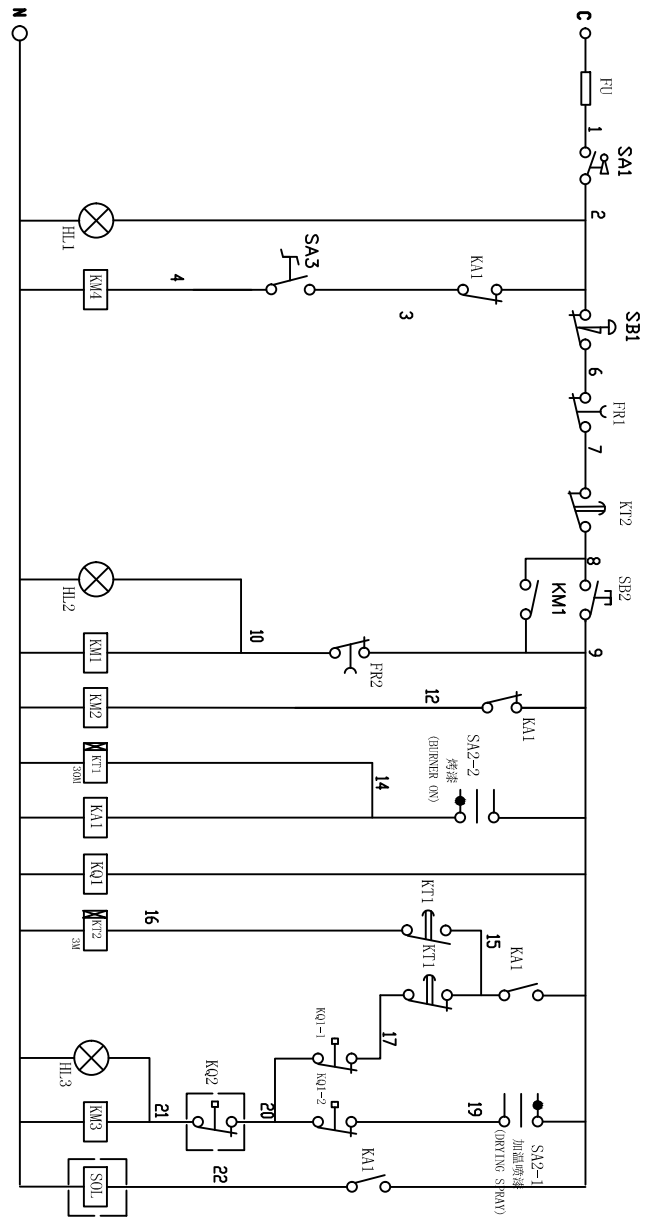 N
C
FU
1
SA1
2
HL1
KM4
4
SA3
3
KA1
SB1
6
FR1
7
KT2
8
SB2
KM1
9
HL2
10
KM1
FR2
KM2
12
KA1
KT1
30M
14
SA2-2
烤漆
(BURNER ON)
KA1
KQ1
KT2
3M
16
KT1
15
KT1
KA1
17
KQ1-1
HL3
KQ2
KQ1-2
KM3
21
20
19
SA2-1
加温喷漆
(DRYING SPRAY)
SOL
22
KA1